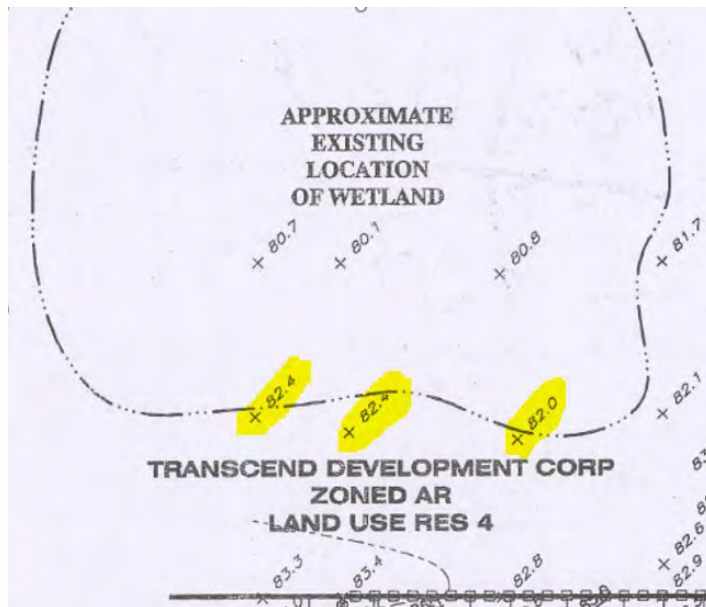 APPROXIMATE
EXISTING
LOCATION
OF WETLAND
80.7
80.1
80.8
81.7
82.4
82.4
82.0
82.1
TRANSCEND DEVELOPMENT CORP
ZONED AR
LAND USE RES 4
82.6
83.3
83.4
82.8
82.9